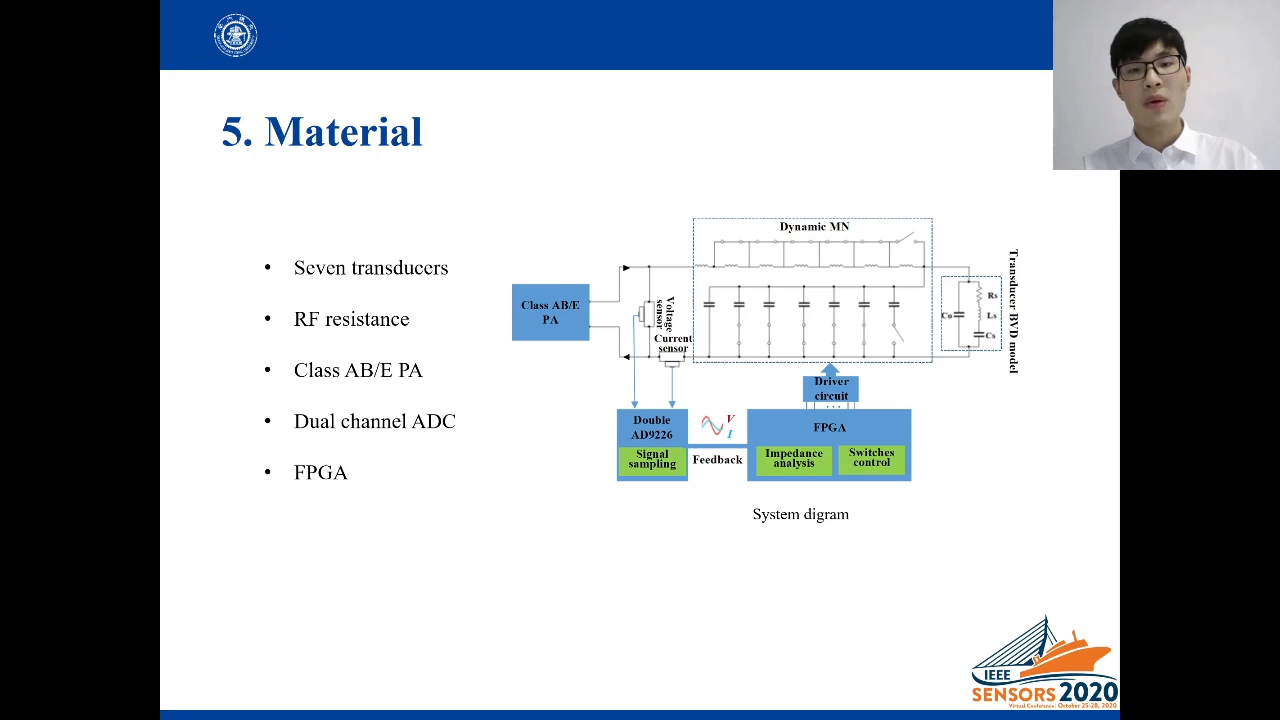 5. Material
• Seven transducers
• RF resistance
• Class AB/E PA
• Dual channel ADC
• FPGA
Dynamic MN
Class AB/E
PA
Voltage
sensor
Current
sensor
Transducer BVD model
Rs
Co
Ls
Cs
Driver
circuit
...
Double
AD9226
Signal
sampling
V
I
Feedback
FPGA
Impedance
analysis
Switches
control
System digram
IEEE
SENSORS 2020
Virtual Conference: October 25-28, 2020